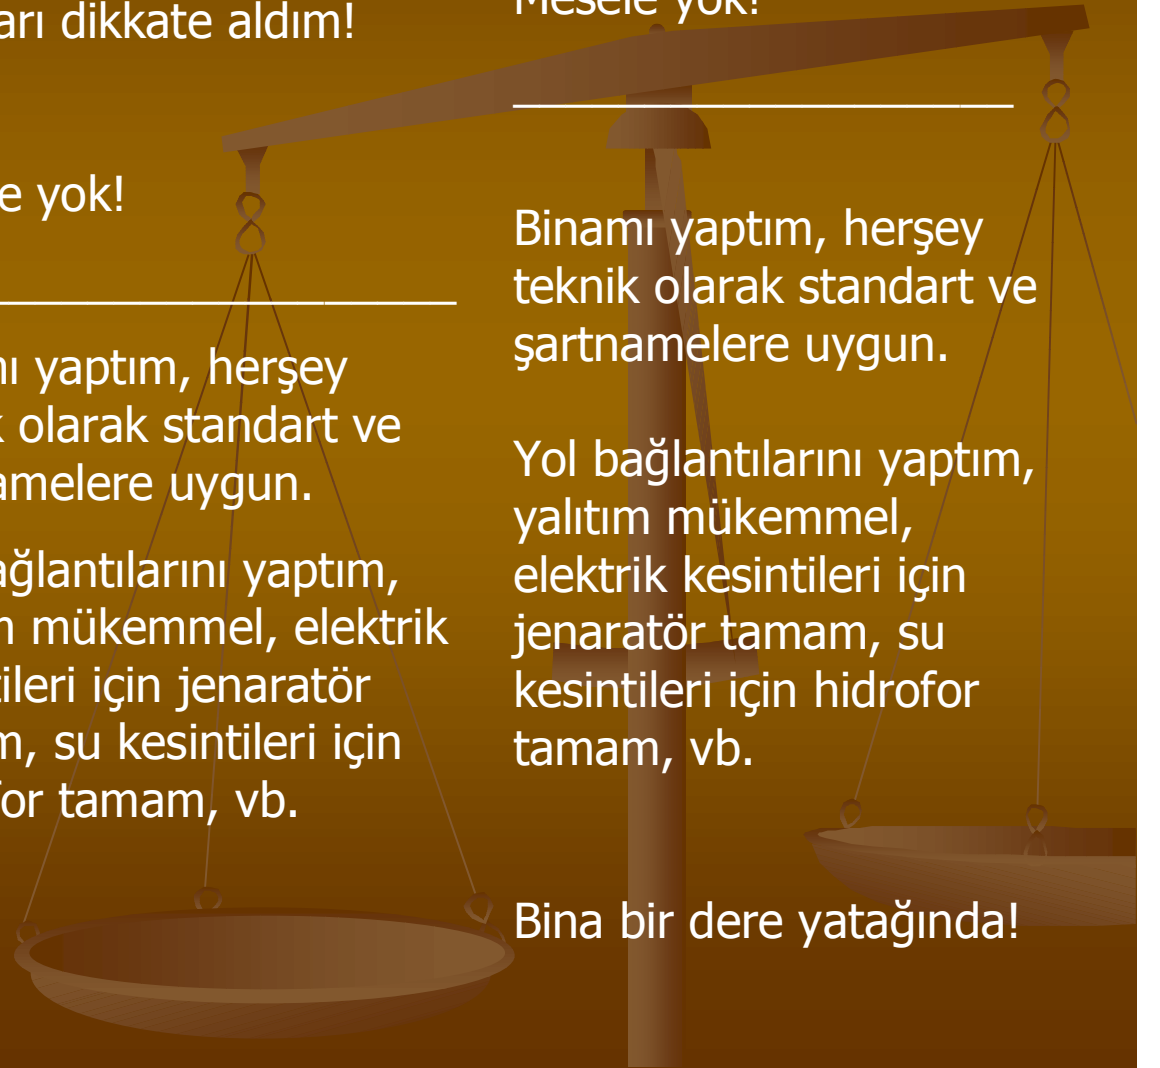 arı dikkate aldım!
e yok!
nı yaptım, herşey
k olarak standart ve
amelere uygun.
ağlantılarını yaptım,
m mükemmel, elektrik
tileri için jenaratör
m, su kesintileri için
for tamam, vb.
Mesele yok!
Binamı yaptım, herşey
teknik olarak standart ve
şartnamelere uygun.
Yol bağlantılarını yaptım,
yalıtım mükemmel,
elektrik kesintileri için
jenaratör tamam, su
kesintileri için hidrofor
tamam, vb.
Bina bir dere yatağında!